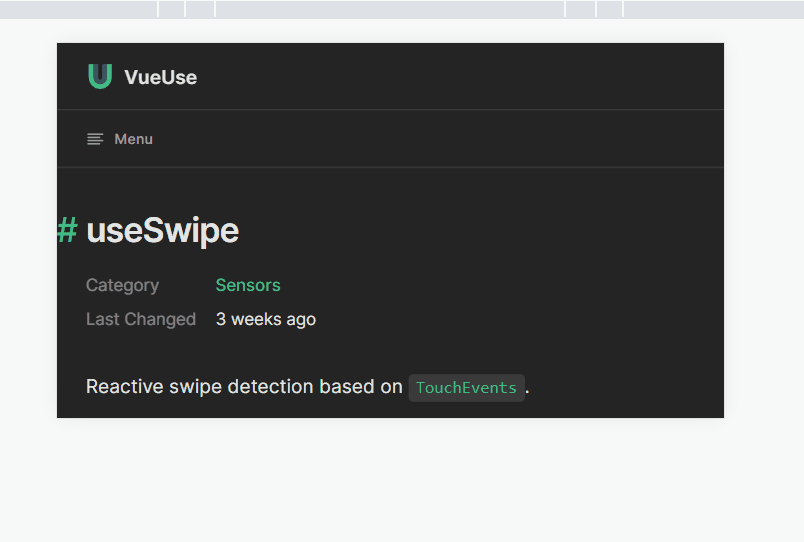 VueUse
Menu
# useSwipe
Category Sensors
Last Changed 3 weeks ago
Reactive swipe detection based on TouchEvents.